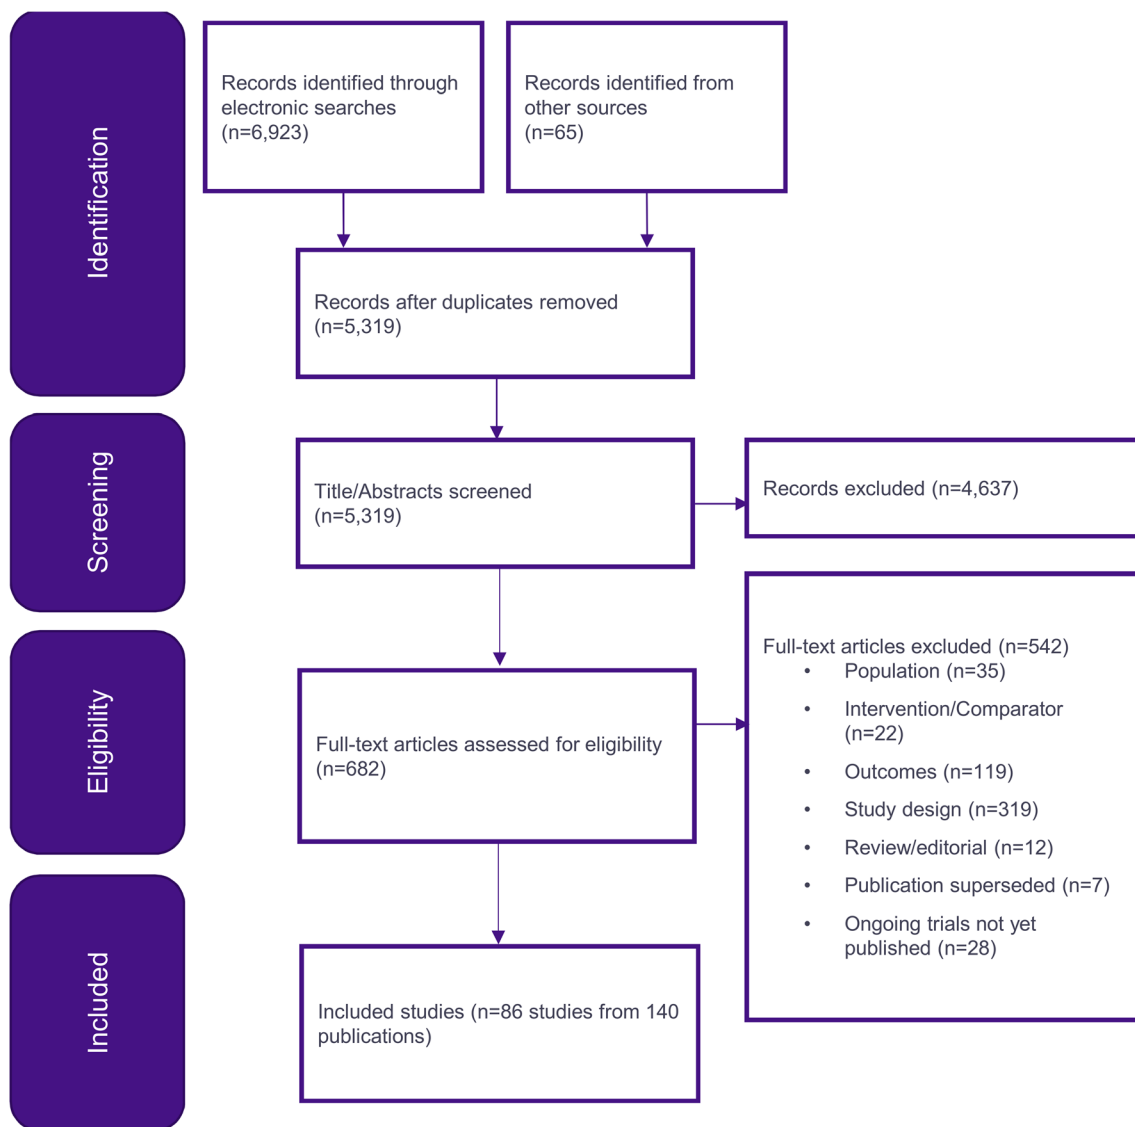 Identification
Records identified through
electronic searches
(n=6,923)
Records identified from
other sources
(n=65)
Records after duplicates removed
(n=5,319)
Screening
Title/Abstracts screened
(n=5,319)
Records excluded (n=4,637)
Eligibility
Full-text articles assessed for eligibility
(n=682)
Full-text articles excluded (n=542)
• Population (n=35)
• Intervention/Comparator
(n=22)
• Outcomes (n=119)
• Study design (n=319)
• Review/editorial (n=12)
• Publication superseded (n=7)
• Ongoing trials not yet
published (n=28)
Included
Included studies (n=86 studies from 140
publications)